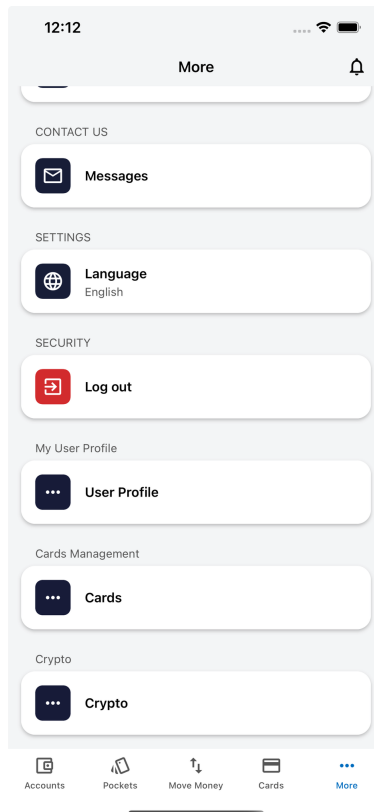 12:12
More
CONTACT US
Messages
SETTINGS
Language
English
SECURITY
Log out
My User Profile
User Profile
Cards Management
Cards
Crypto
Crypto
Accounts Pockets Move Money Cards More